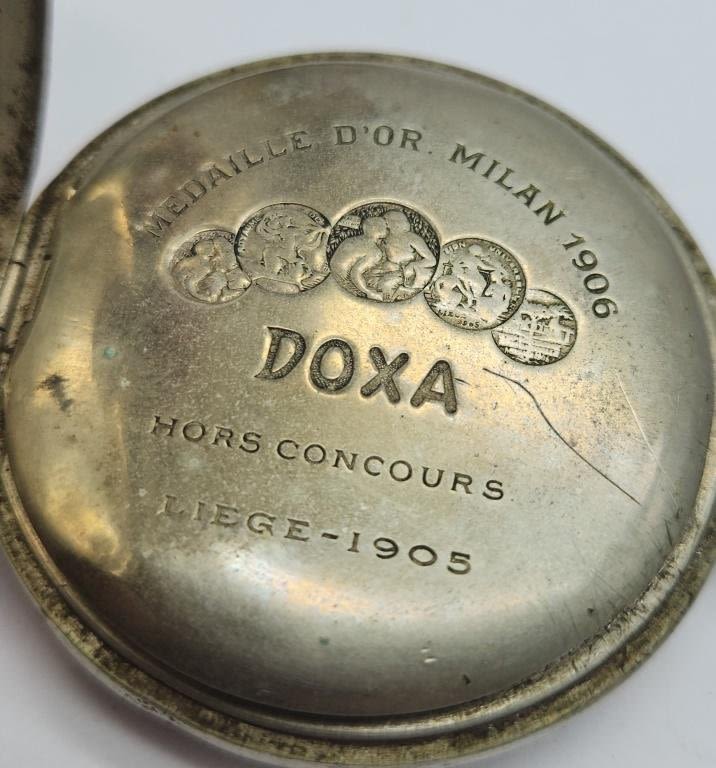 MEDAILLE D'OR. MILAN 1906
DOXA
HORS CONCOURS
LIEGE-1905